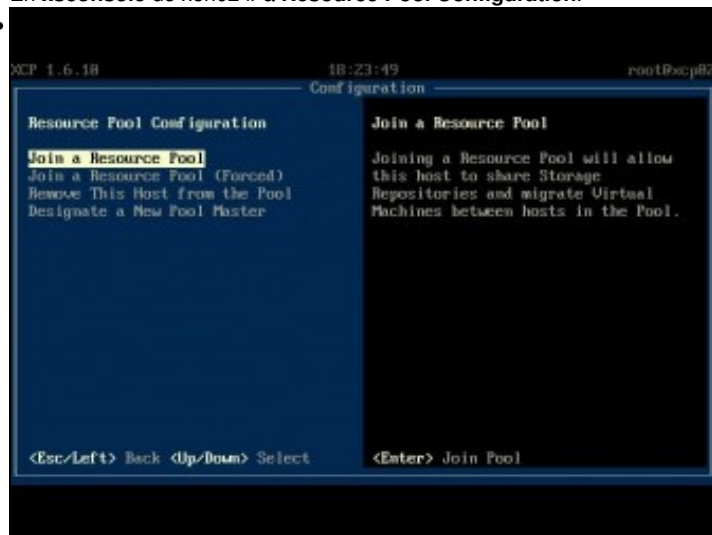 En xsconsole de nsh02 ir a Resource Pool Configuration.
XCP 1.6.10 18:23:49 root@xcp02
Configuration
Resource Pool Configuration
Join a Resource Pool
Join a Resource Pool (Forced)
Remove This Host from the Pool
Designate a New Pool Master
<Esc/Left> Back <Up/Down> Select
Join a Resource Pool
Joining a Resource Pool will allow
this host to share Storage
Repositories and migrate Virtual
Machines between hosts in the Pool.
<Enter> Join Pool